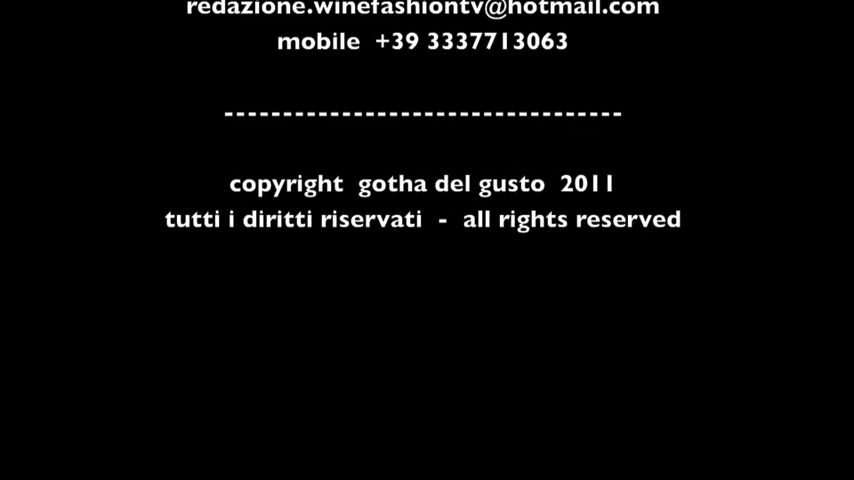 redazione.winefashiontv@hotmail.com
mobile +39 3337713063
----------------------------------
copyright gotha del gusto 2011
tutti i diritti riservati - all rights reserved